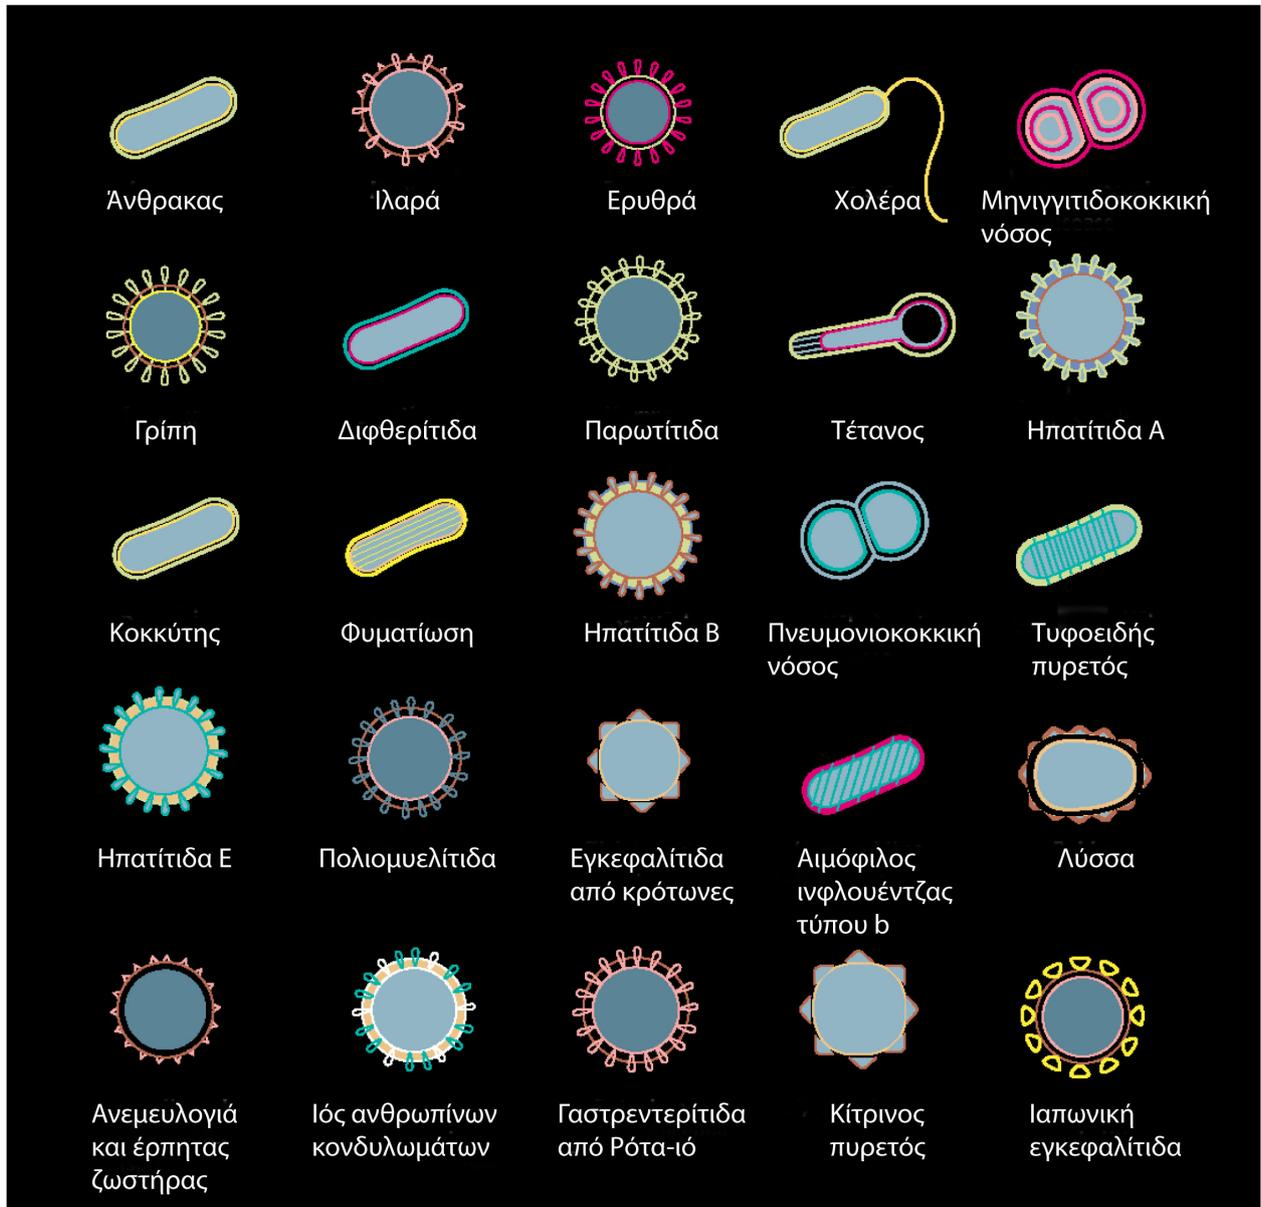 Άνθρακας
Ιλαρά
Ερυθρά
Χολέρα
Μηνιγγιτιδοκοκκική
νόσος
Γρίπη
Διφθερίτιδα
Παρωτίτιδα
Τέτανος
Ηπατίτιδα Α
Κοκκύτης
Φυματίωση
Ηπατίτιδα Β
Πνευμονιοκοκκική
νόσος
Τυφοειδής
πυρετός
Ηπατίτιδα Ε
Πολιομυελίτιδα
Εγκεφαλίτιδα
από κρότωνες
Αιμόφιλος
ινφλουέντζας
τύπου b
Λύσσα
Ανεμευλογιά
και έρπητας
ζωστήρας
Ιός ανθρωπίνων
κονδυλωμάτων
Γαστρεντερίτιδα
από Ρότα-ιό
Κίτρινος
πυρετός
Ιαπωνική
εγκεφαλίτιδα